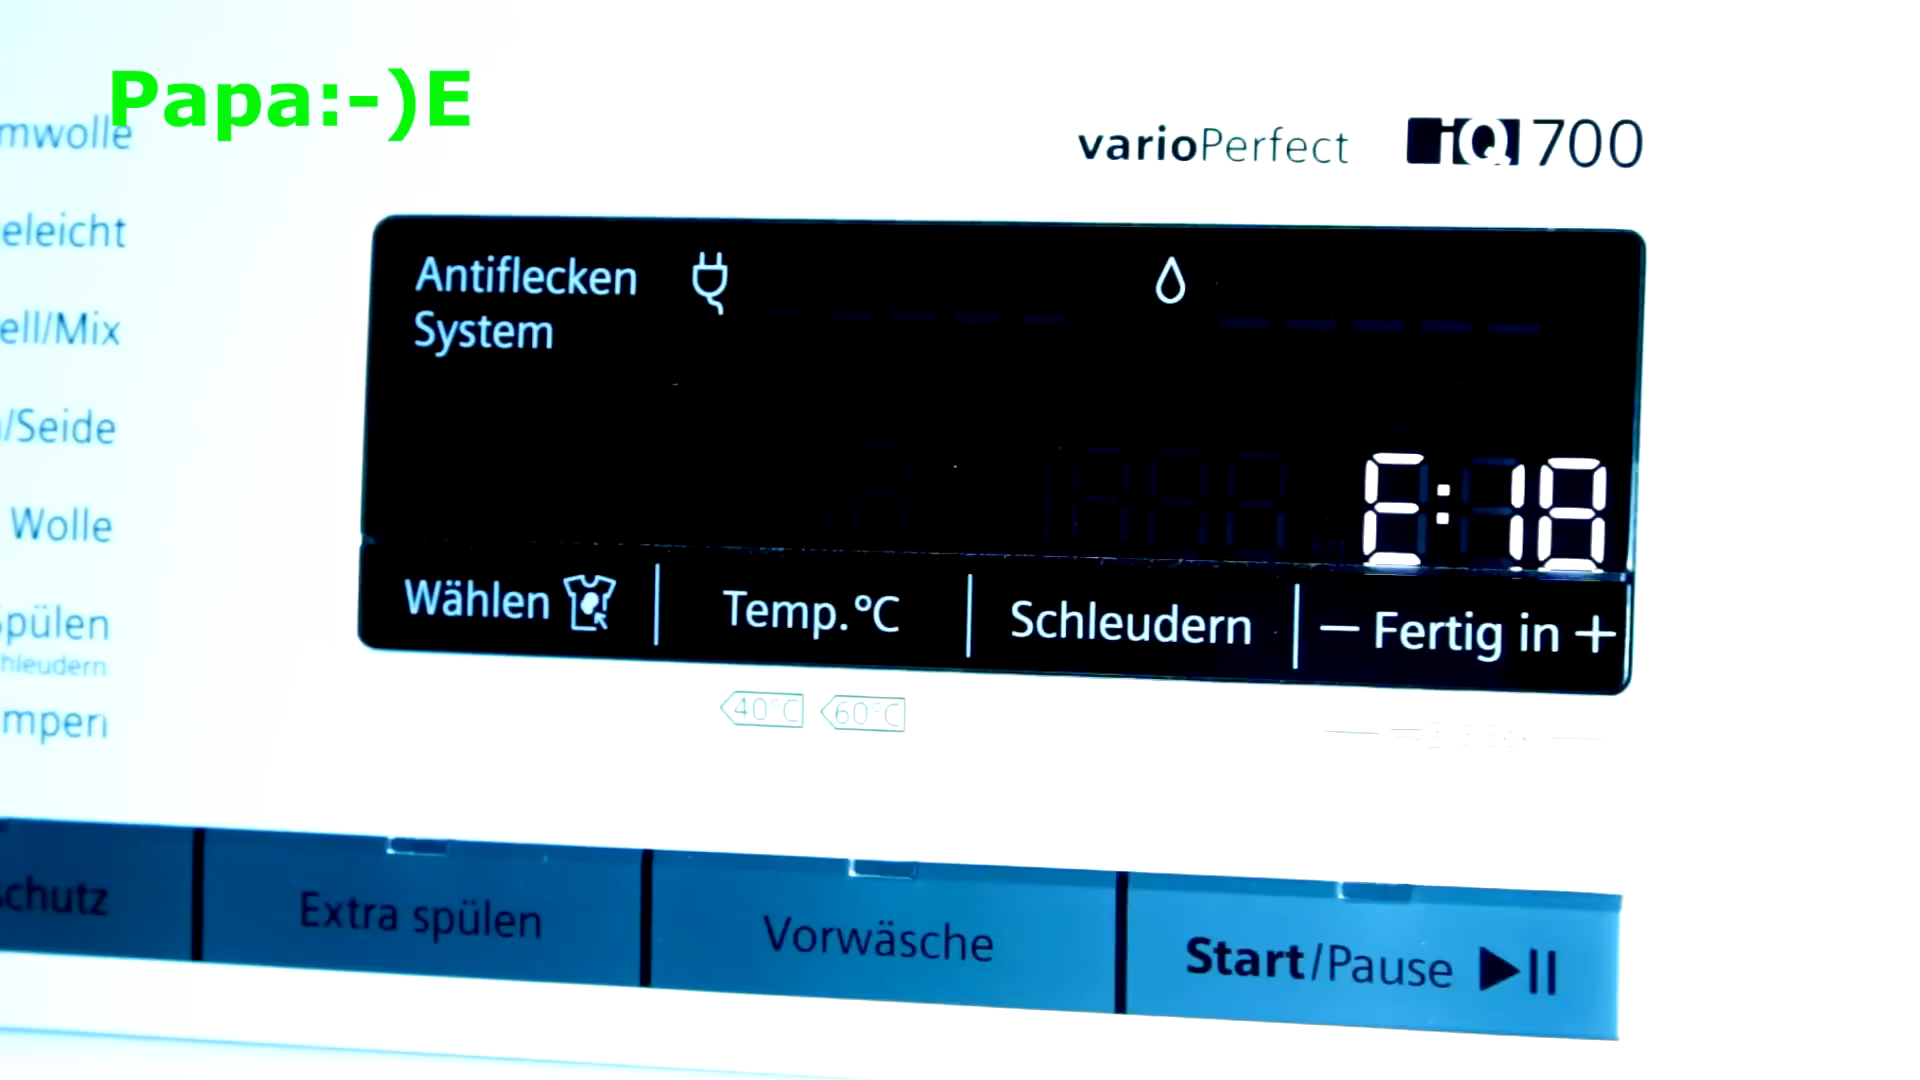 Papa:-)E
mwolle
varioPerfect iQ700
eleicht
Antiflecken
System
ell/Mix
/Seide
E:18
Wolle
Wählen
Temp.°C
Schleudern
– Fertig in +
pülen
hleudern
40°C 60°C
mpen
schutz
Extra spülen
Vorwäsche
Start/Pause